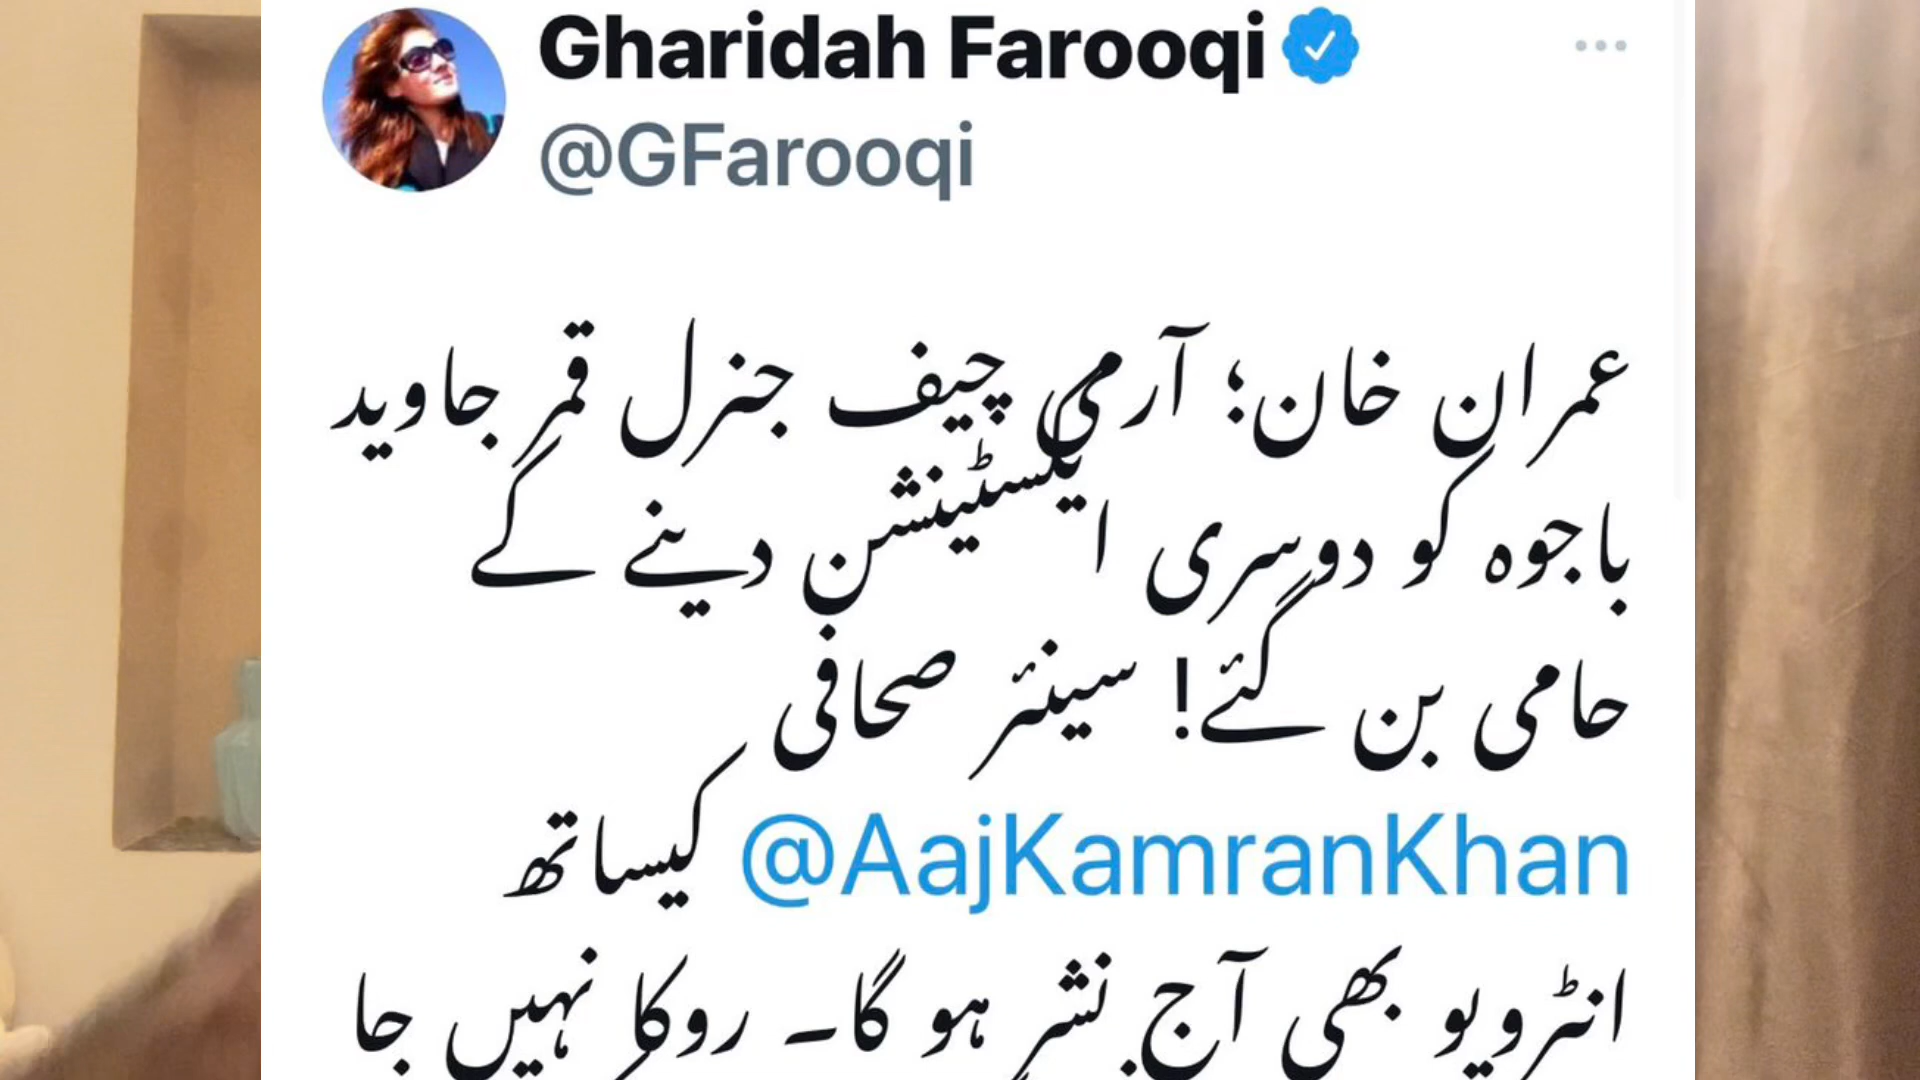 Gharidah Farooqi
@GFarooqi
عمران خان؛ آرمی چیف جنرل قمر جاوید
باجوہ کو دوسری ایکسٹینشن دینے کے
حامی بن گئے! سینئر صحافی
@AajKamranKhan کیساتھ
انٹرویو بھی آج نشر ہو گا۔ روکا نہیں جا